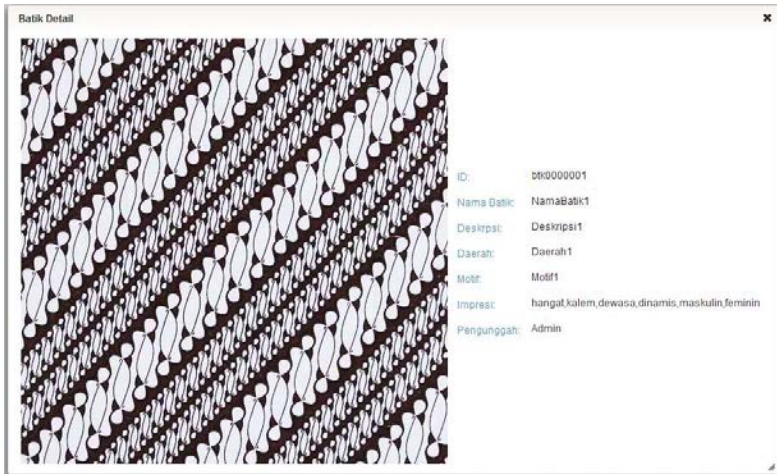 Batik Detail
ID: btk0000001
Nama Batik: NamaBatik1
Deskrpsi: Deskripsi1
Daerah: Daerah1
Motif: Motif1
Impresi: hangat,kalem,dewasa,dinamis,maskulin,feminin
Pengunggah: Admin